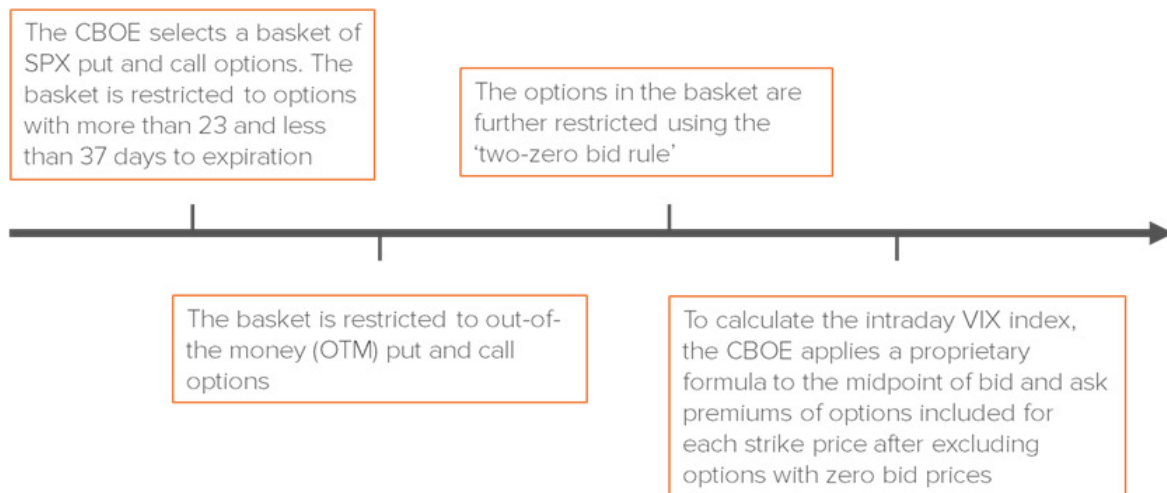 The CBOE selects a basket of
SPX put and call options. The
basket is restricted to options
with more than 23 and less
than 37 days to expiration
The basket is restricted to out-of-
the money (OTM) put and call
options
The options in the basket are
further restricted using the
‘two-zero bid rule’
To calculate the intraday VIX index,
the CBOE applies a proprietary
formula to the midpoint of bid and ask
premiums of options included for
each strike price after excluding
options with zero bid prices